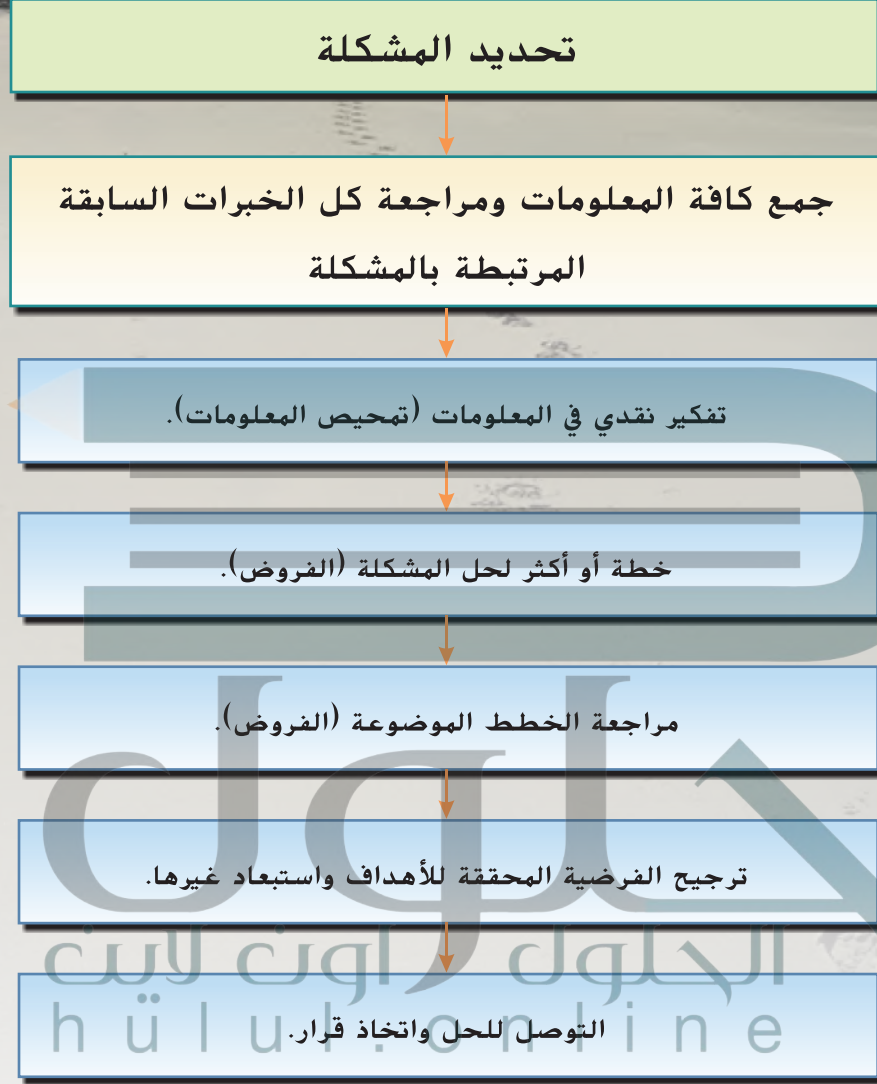 تحديد المشكلة
جمع كافة المعلومات ومراجعة كل الخبرات السابقة
المرتبطة بالمشكلة
تفكير نقدي في المعلومات (تمحيص المعلومات).
خطة أو أكثر لحل المشكلة (الفروض).
مراجعة الخطط الموضوعة (الفروض).
ترجيح الفرضية المحققة للأهداف واستبعاد غيرها.
التوصل للحل واتخاذ قرار.
حلول
الحلول اون لاين
hülul.online